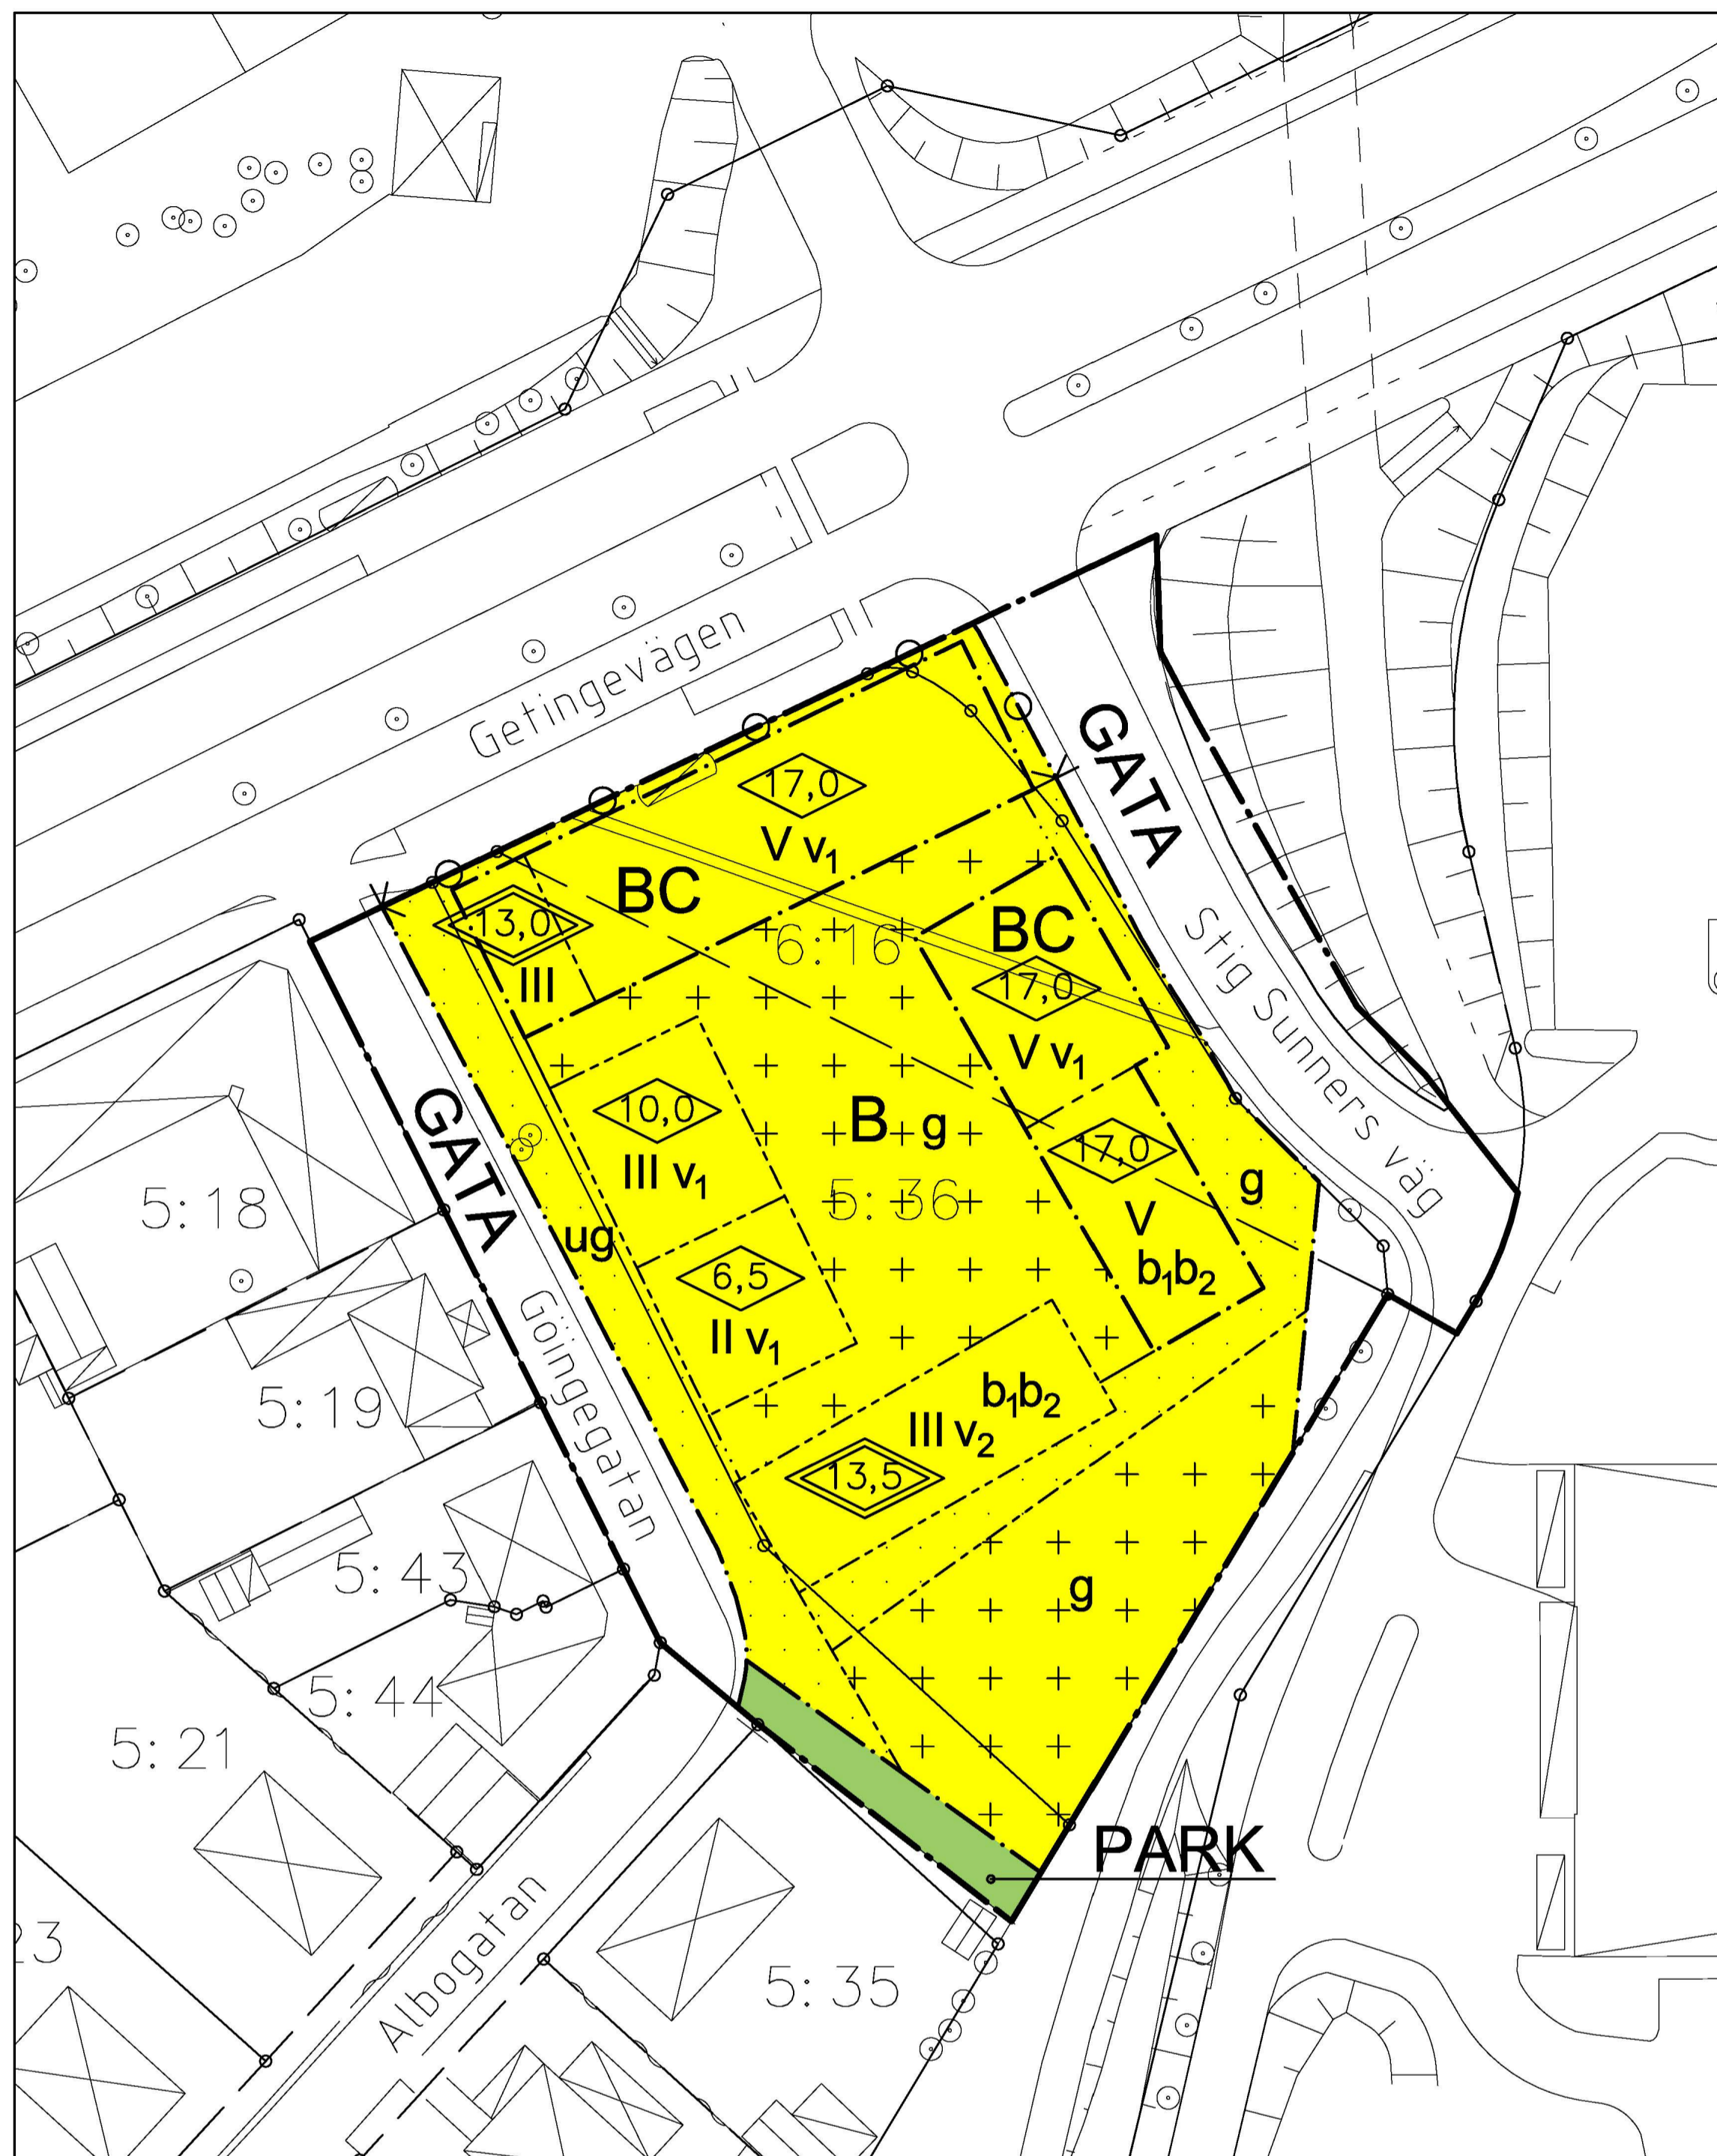 Getingevägen
GATA
17,0
V v1
BC
13,0
III
6:16
BC
17,0
V v1
Stig Sunners väg
GATA
10,0
III v1
B g
17,0
V
b1b2
g
5:18
5:36
ug
6,5
II v1
Göingegatan
5:19
b1b2
III v2
13,5
5:43
g
5:44
5:21
PARK
Albogatan
5:35